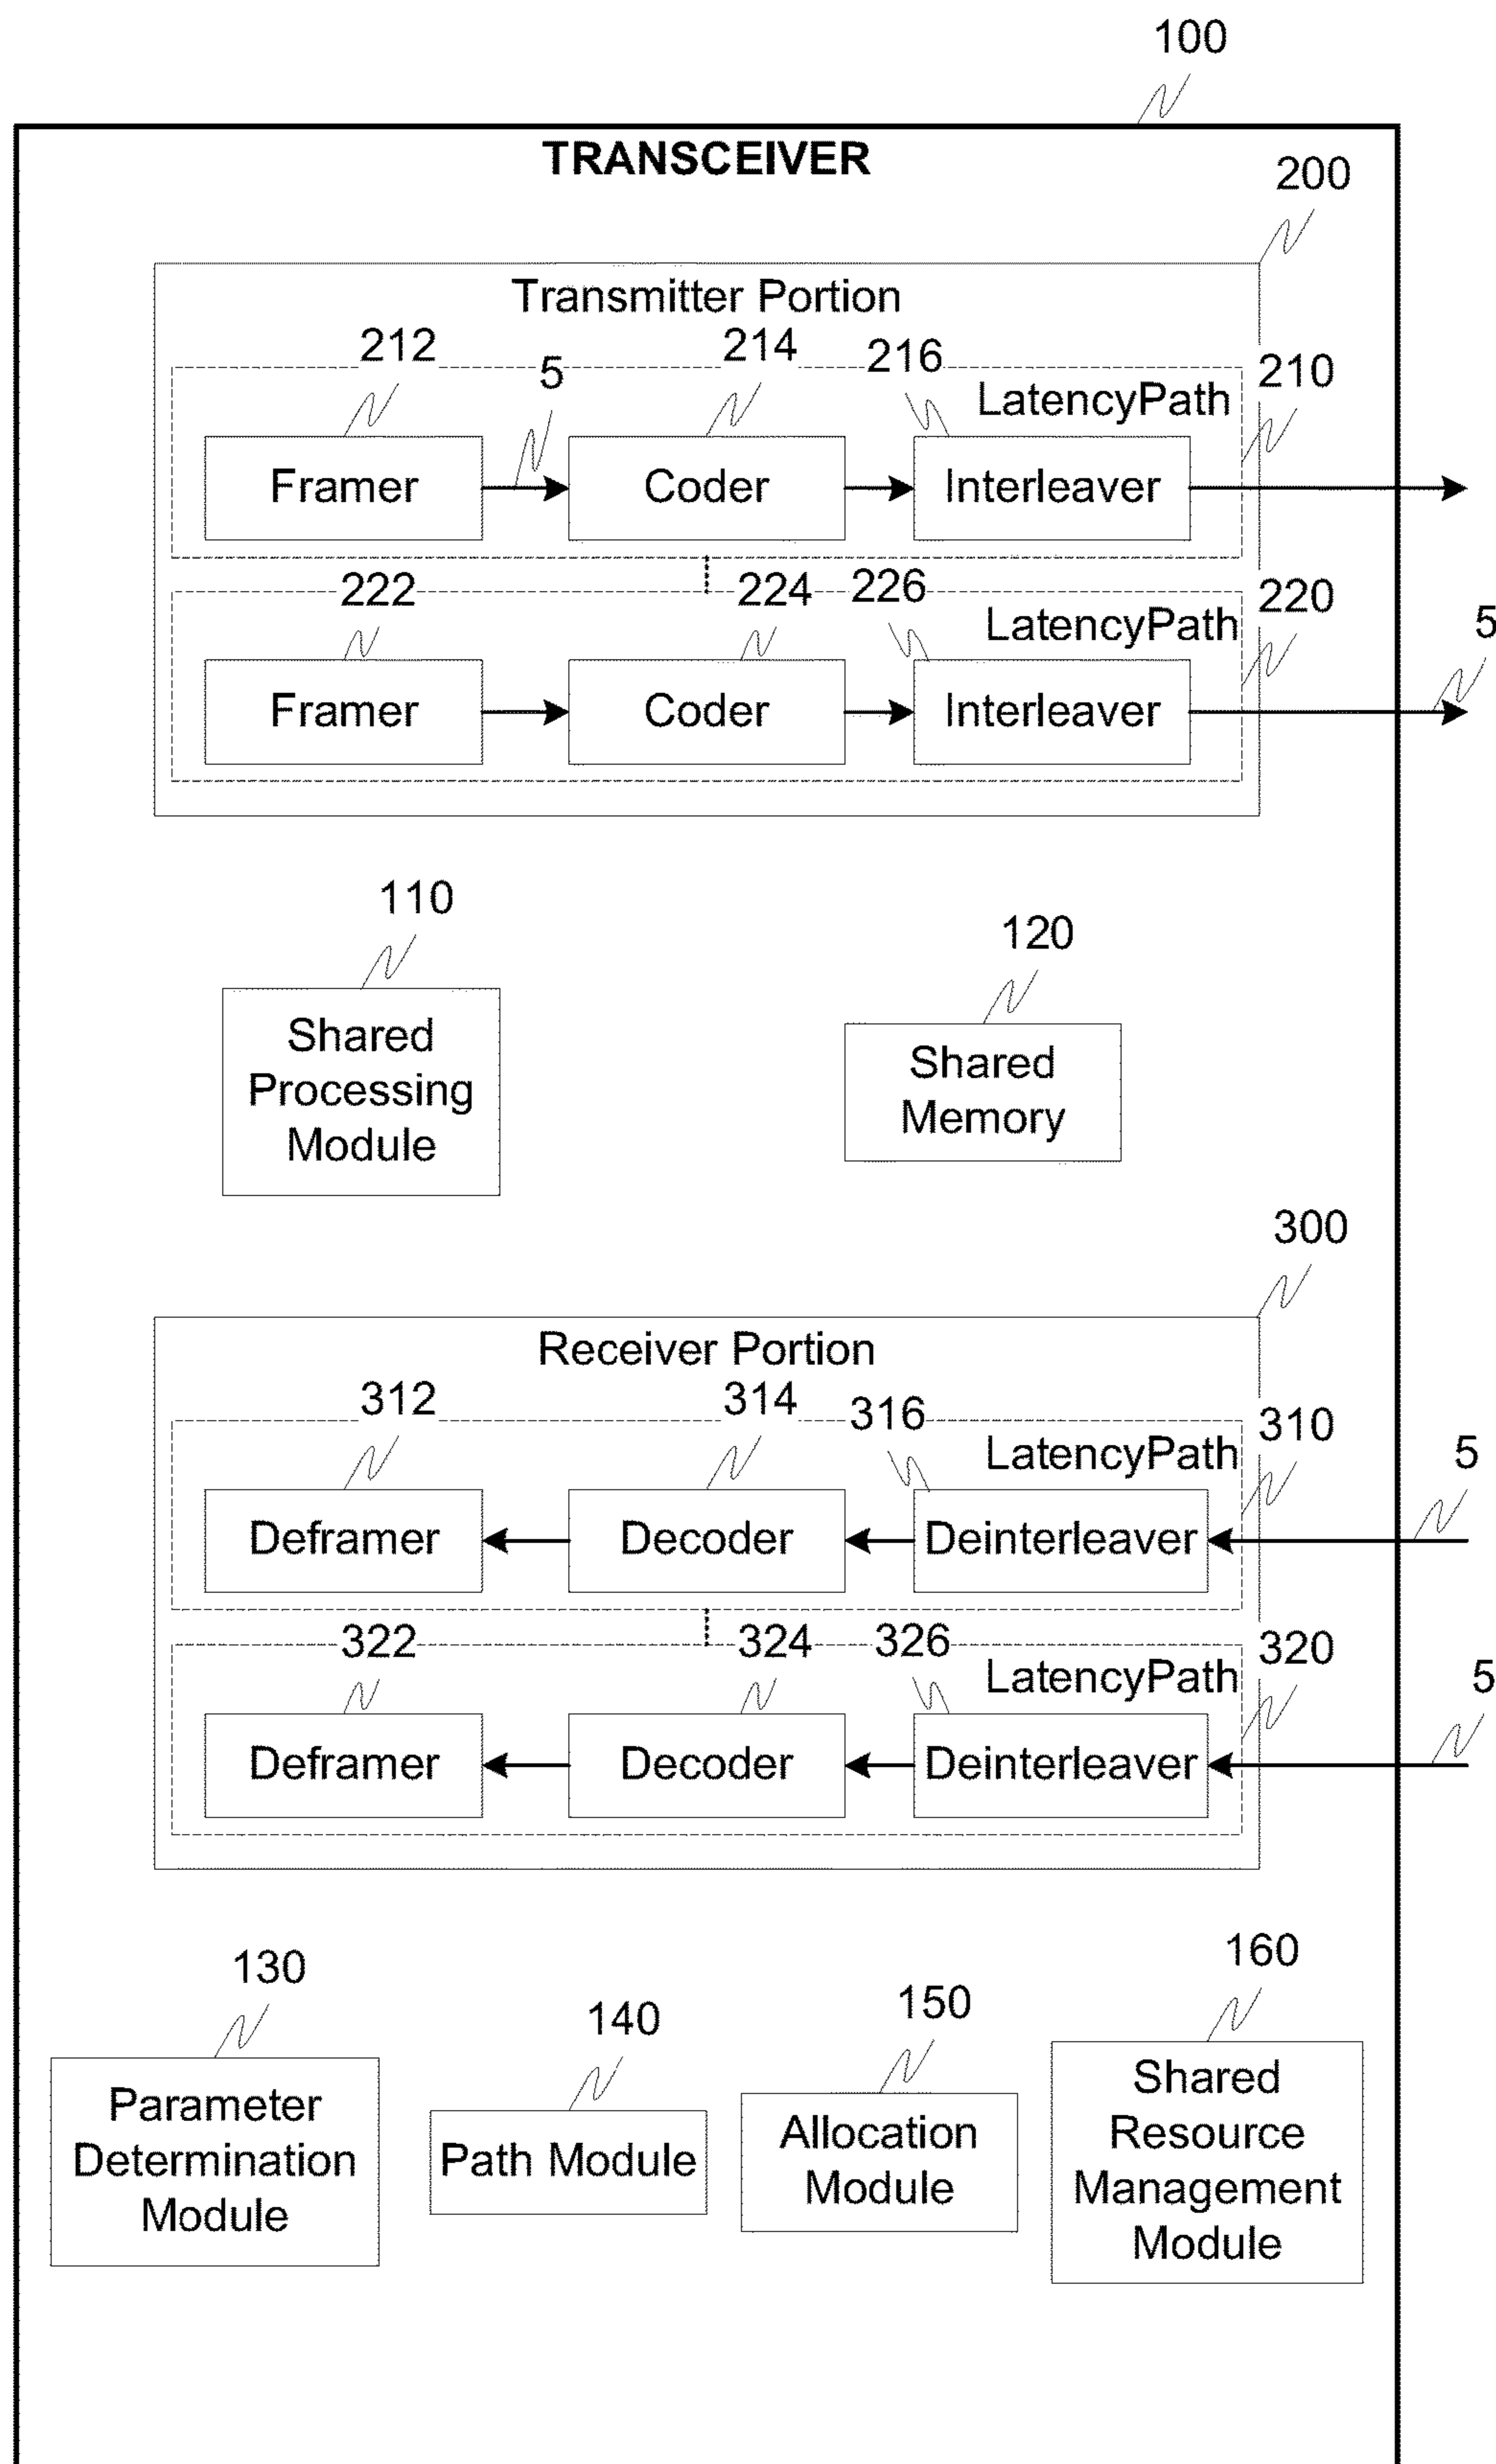 100
TRANSCEIVER
200
Transmitter Portion
212
5
214
216
210
LatencyPath
Framer
Coder
Interleaver
222
224
226
220
LatencyPath
5
Framer
Coder
Interleaver
110
120
Shared
Processing
Module
Shared
Memory
300
Receiver Portion
312
314
316
310
LatencyPath
5
Deframer
Decoder
Deinterleaver
322
324
326
320
LatencyPath
5
Deframer
Decoder
Deinterleaver
130
140
150
160
Parameter
Determination
Module
Path Module
Allocation
Module
Shared
Resource
Management
Module